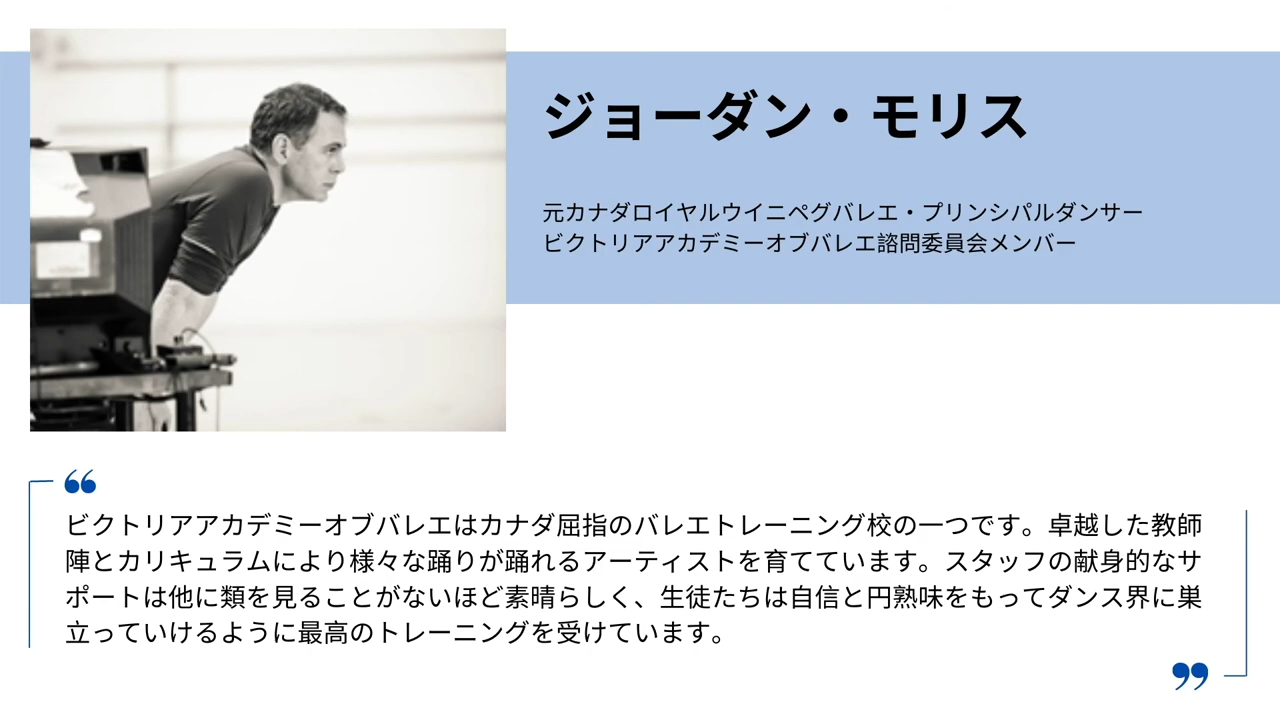 ジョーダン・モリス
元カナダロイヤルウイニペグバレエ・プリンシパルダンサー
ビクトリアアカデミーオブバレエ諮問委員会メンバー
❝
ビクトリアアカデミーオブバレエはカナダ屈指のバレエトレーニング校の一つです。卓越した教師
陣とカリキュラムにより様々な踊りが踊れるアーティストを育てています。スタッフの献身的なサ
ポートは他に類を見ることがないほど素晴らしく、生徒たちは自信と円熟味をもってダンス界に巣
立っていけるように最高のトレーニングを受けています。
❞